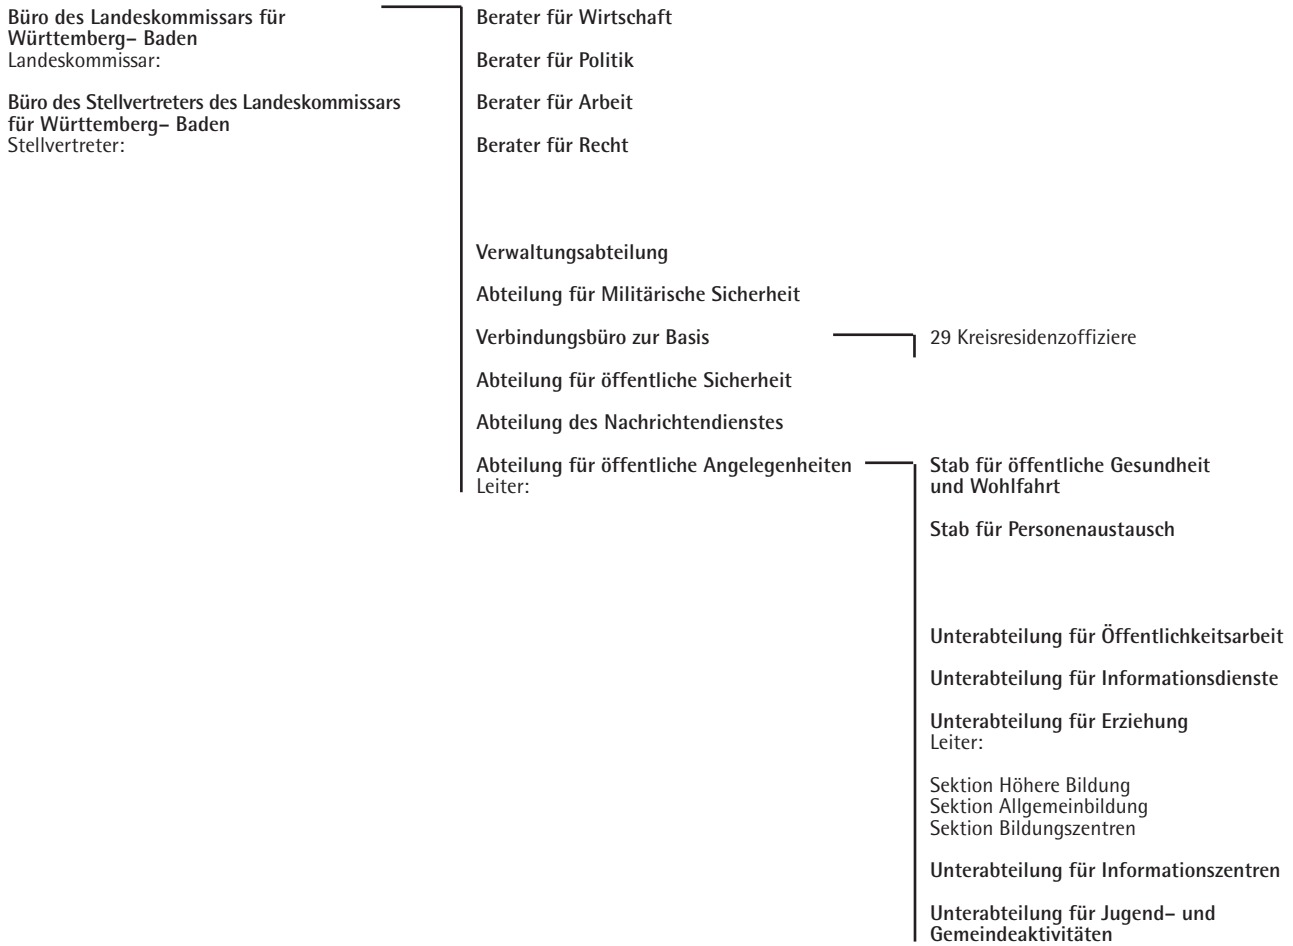 Büro des Landeskommissars für
Württemberg– Baden
Landeskommissar:
Büro des Stellvertreters des Landeskommissars
für Württemberg– Baden
Stellvertreter:
Berater für Wirtschaft
Berater für Politik
Berater für Arbeit
Berater für Recht
Verwaltungsabteilung
Abteilung für Militärische Sicherheit
Verbindungsbüro zur Basis
Abteilung für öffentliche Sicherheit
Abteilung des Nachrichtendienstes
Abteilung für öffentliche Angelegenheiten
Leiter:
29 Kreisresidenzoffiziere
Stab für öffentliche Gesundheit
und Wohlfahrt
Stab für Personenaustausch
Unterabteilung für Öffentlichkeitsarbeit
Unterabteilung für Informationsdienste
Unterabteilung für Erziehung
Leiter:
Sektion Höhere Bildung
Sektion Allgemeinbildung
Sektion Bildungszentren
Unterabteilung für Informationszentren
Unterabteilung für Jugend– und
Gemeindeaktivitäten